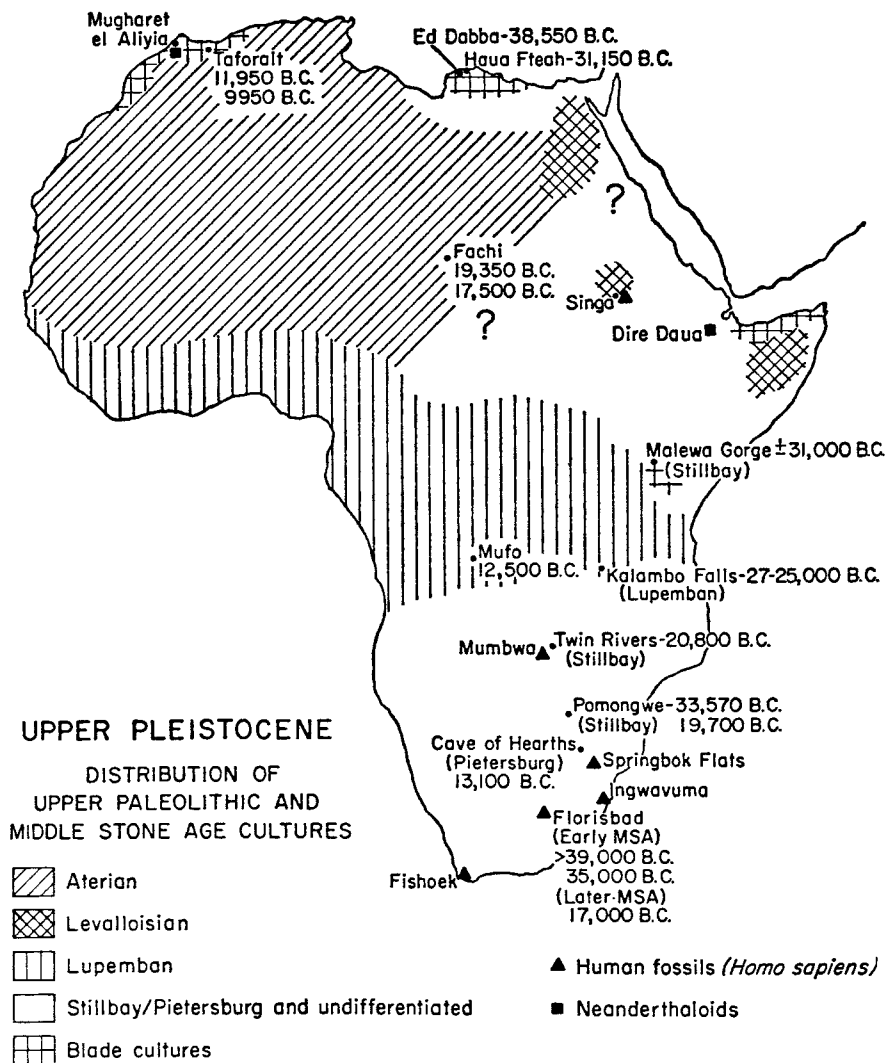 Mugharet
el Aliyia
Taforalt
11,950 B.C.
9950 B.C.
Ed Dabba-38,550 B.C.
Haua Fteah-31,150 B.C.
?
Fachi
19,350 B.C.
17,500 B.C.
?
Singa
Dire Daua
Malewa Gorge ±31,000 B.C.
(Stillbay)
Mufo
12,500 B.C.
Kalambo Falls-27-25,000 B.C.
(Lupemban)
Mumbwa
Twin Rivers-20,800 B.C.
(Stillbay)
Pomongwe-33,570 B.C.
(Stillbay) 19,700 B.C.
Cave of Hearths
(Pietersburg)
13,100 B.C.
Springbok Flats
Ingwavuma
Florisbad
(Early MSA)
>39,000 B.C.
35,000 B.C.
(Later-MSA)
17,000 B.C.
Fishoek
UPPER PLEISTOCENE
DISTRIBUTION OF
UPPER PALEOLITHIC AND
MIDDLE STONE AGE CULTURES
Aterian
Levalloisian
Lupemban
Stillbay/Pietersburg and undifferentiated
Blade cultures
Human fossils (Homo sapiens)
Neanderthaloids